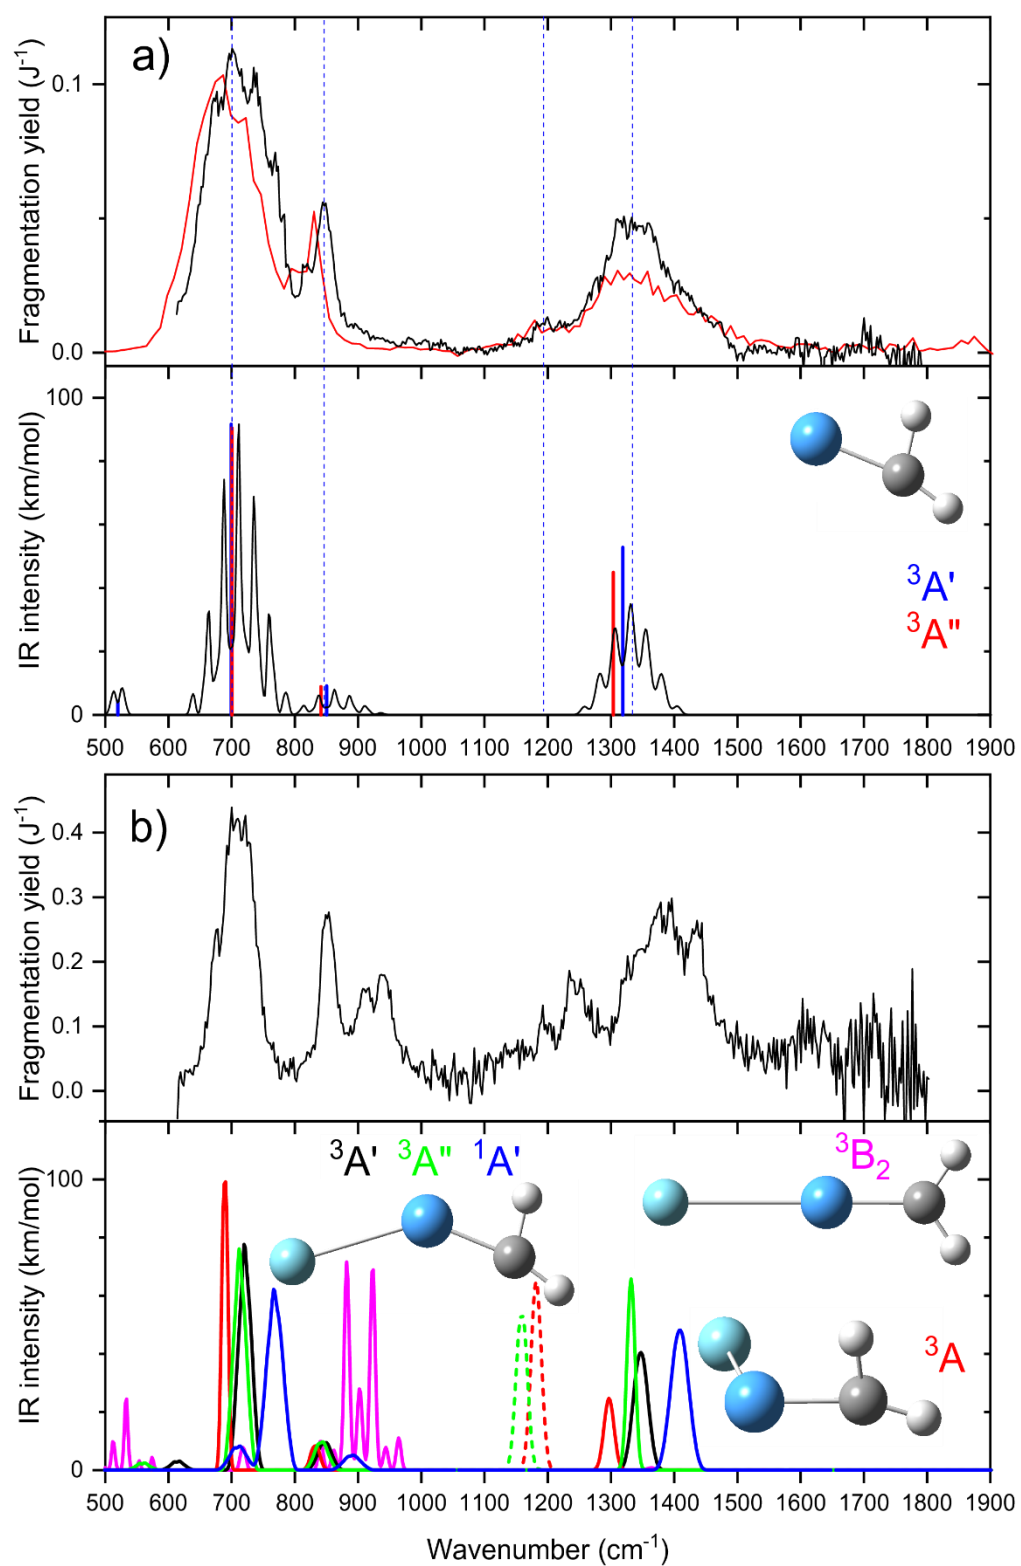 a)
Fragmentation yield (J⁻¹)
0.1
0.0
IR intensity (km/mol)
100
0
³A'
³A"
500 600 700 800 900 1000 1100 1200 1300 1400 1500 1600 1700 1800 1900
b)
Fragmentation yield (J⁻¹)
0.4
0.3
0.2
0.1
0.0
³A' ³A" ¹A' ³B₂
IR intensity (km/mol)
100
³A
0
500 600 700 800 900 1000 1100 1200 1300 1400 1500 1600 1700 1800 1900
Wavenumber (cm⁻¹)